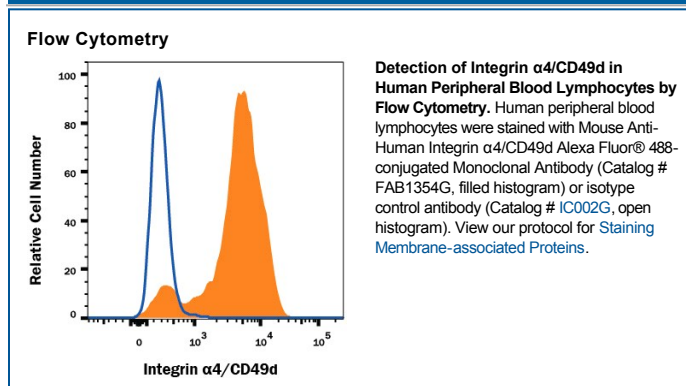 Flow Cytometry
100
80
60
40
20
0
Relative Cell Number
0 10³ 10⁴ 10⁵
Integrin α4/CD49d
Detection of Integrin α4/CD49d in
Human Peripheral Blood Lymphocytes by
Flow Cytometry. Human peripheral blood
lymphocytes were stained with Mouse Anti-
Human Integrin α4/CD49d Alexa Fluor® 488-
conjugated Monoclonal Antibody (Catalog #
FAB1354G, filled histogram) or isotype
control antibody (Catalog # IC002G, open
histogram). View our protocol for Staining
Membrane-associated Proteins.